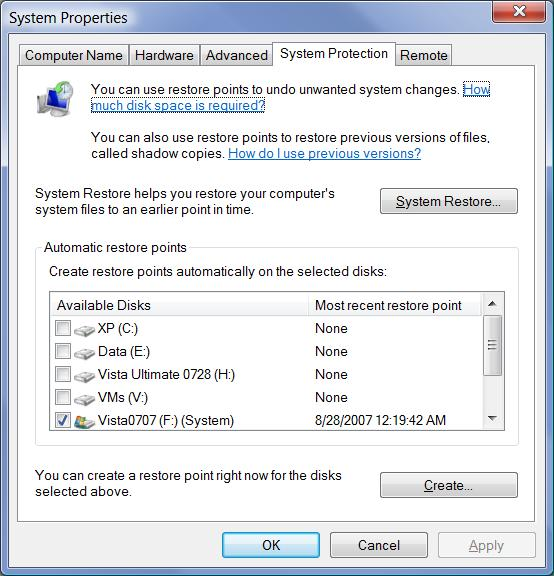 System Properties
Computer Name Hardware Advanced System Protection Remote
You can use restore points to undo unwanted system changes. How
much disk space is required?
You can also use restore points to restore previous versions of files,
called shadow copies. How do I use previous versions?
System Restore helps you restore your computer's
system files to an earlier point in time.
System Restore...
Automatic restore points
Create restore points automatically on the selected disks:
Available Disks Most recent restore point
XP (C:) None
Data (E:) None
Vista Ultimate 0728 (H:) None
VMs (V:) None
Vista0707 (F:) (System) 8/28/2007 12:19:42 AM
You can create a restore point right now for the disks
selected above.
Create...
OK Cancel Apply